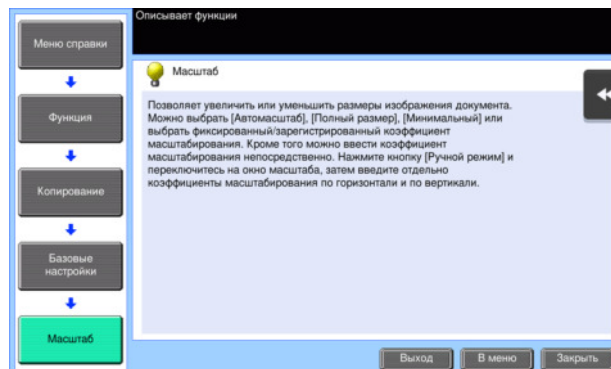 Описывает функции
Меню справки
Масштаб
Позволяет увеличить или уменьшить размеры изображения документа.
Можно выбрать [Автомасштаб], [Полный размер], [Минимальный] или
выбрать фиксированный/зарегистрированный коэффициент
масштабирования. Кроме того можно ввести коэффициент
масштабирования непосредственно. Нажмите кнопку [Ручной режим] и
переключитесь на окно масштаба, затем введите отдельно
коэффициенты масштабирования по горизонтали и по вертикали.
Функция
Копирование
Базовые
настройки
Масштаб
Выход
В меню
Закрыть